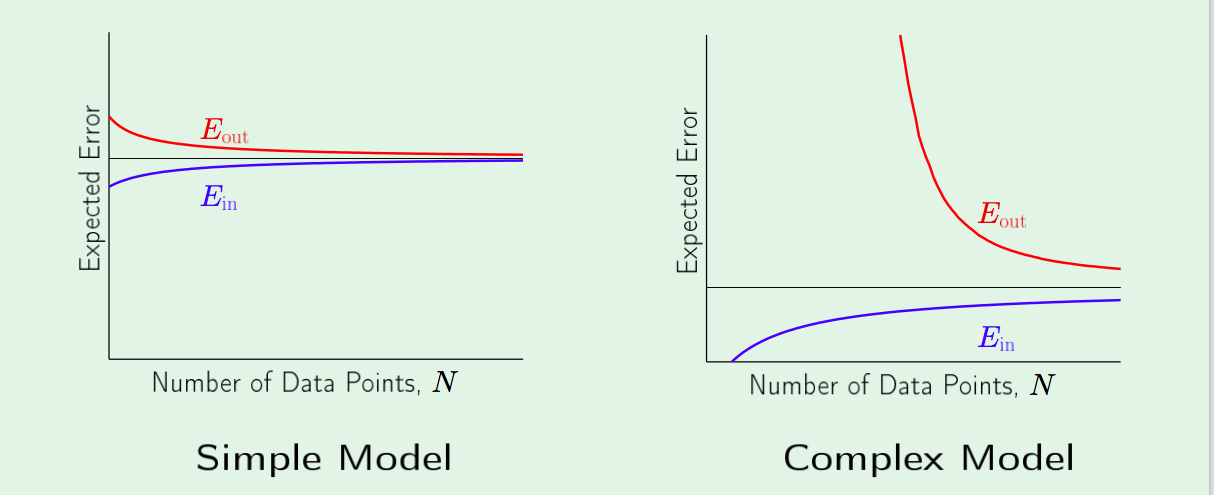 Expected Error
E_out
E_in
Number of Data Points, N
Simple Model
Expected Error
E_out
E_in
Number of Data Points, N
Complex Model